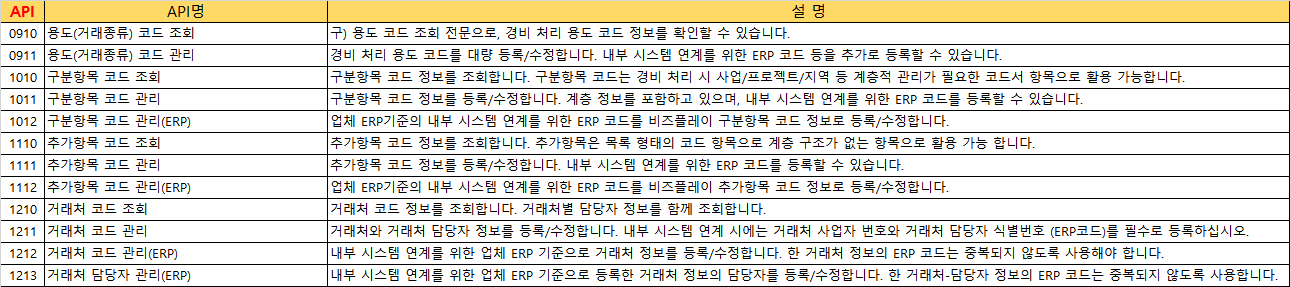 API API명 설 명
0910 용도(거래종류) 코드 조회 구) 용도 코드 조회 전문으로, 경비 처리 용도 코드 정보를 확인할 수 있습니다.
0911 용도(거래종류) 코드 관리 경비 처리 용도 코드를 대량 등록/수정합니다. 내부 시스템 연계를 위한 ERP 코드 등을 추가로 등록할 수 있습니다.
1010 구분항목 코드 조회 구분항목 코드 정보를 조회합니다. 구분항목 코드는 경비 처리 시 사업/프로젝트/지역 등 계층적 관리가 필요한 코드서 항목으로 활용 가능합니다.
1011 구분항목 코드 관리 구분항목 코드 정보를 등록/수정합니다. 계층 정보를 포함하고 있으며, 내부 시스템 연계를 위한 ERP 코드를 등록할 수 있습니다.
1012 구분항목 코드 관리(ERP) 업체 ERP기준의 내부 시스템 연계를 위한 ERP 코드를 비즈플레이 구분항목 코드 정보로 등록/수정합니다.
1110 추가항목 코드 조회 추가항목 코드 정보를 조회합니다. 추가항목은 목록 형태의 코드 항목으로 계층 구조가 없는 항목으로 활용 가능 합니다.
1111 추가항목 코드 관리 추가항목 코드 정보를 등록/수정합니다. 내부 시스템 연계를 위한 ERP 코드를 등록할 수 있습니다.
1112 추가항목 코드 관리(ERP) 업체 ERP기준의 내부 시스템 연계를 위한 ERP 코드를 비즈플레이 추가항목 코드 정보로 등록/수정합니다.
1210 거래처 코드 조회 거래처 코드 정보를 조회합니다. 거래처별 담당자 정보를 함께 조회합니다.
1211 거래처 코드 관리 거래처와 거래처 담당자 정보를 등록/수정합니다. 내부 시스템 연계 시에는 거래처 사업자 번호와 거래처 담당자 식별번호 (ERP코드)를 필수로 등록하십시오.
1212 거래처 코드 관리(ERP) 내부 시스템 연계를 위한 업체 ERP 기준으로 거래처 정보를 등록/수정합니다. 한 거래처 정보의 ERP 코드는 중복되지 않도록 사용해야 합니다.
1213 거래처 담당자 관리(ERP) 내부 시스템 연계를 위한 업체 ERP 기준으로 등록한 거래처 정보의 담당자를 등록/수정합니다. 한 거래처-담당자 정보의 ERP 코드는 중복되지 않도록 사용합니다.